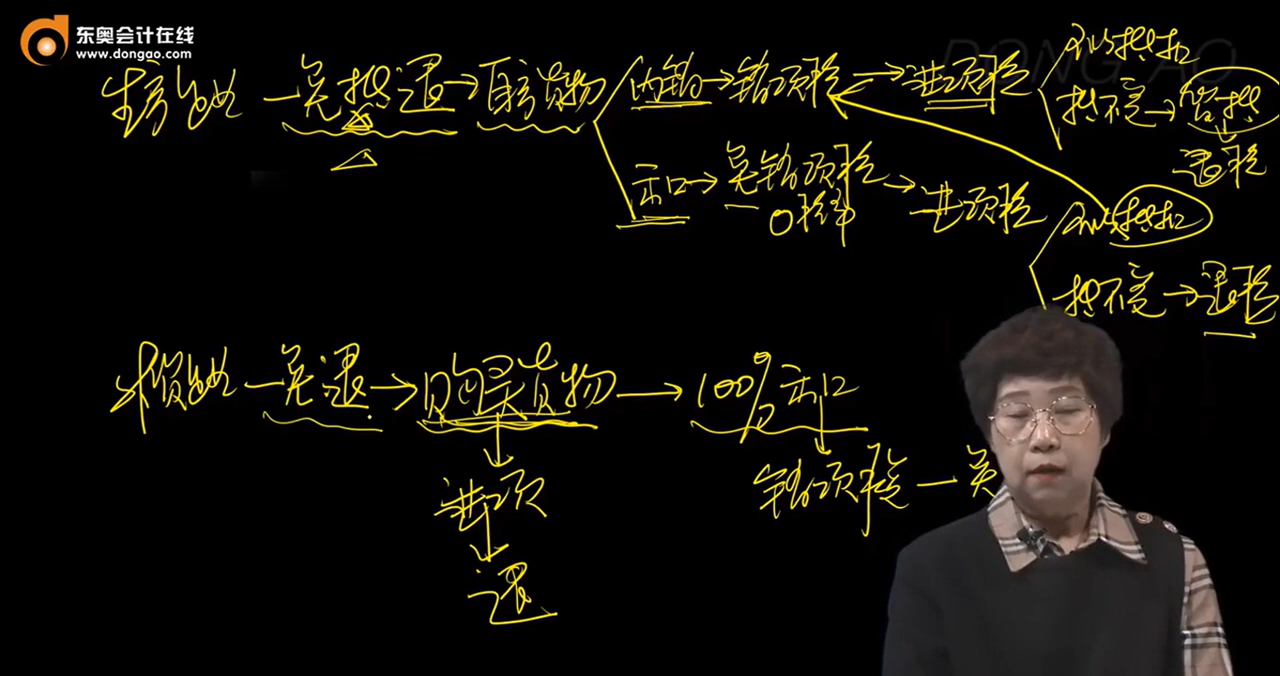 东奥会计在线
www.dongao.com
DONG AO
生产企业 — 免抵退 → 自产货物
内销 → 销项税 → 进项税
可以抵扣
抵不完 → 留抵
退税
出口 → 免销项税 → 进项税
0税率
可以抵扣
抵不完 → 退税
外贸企业 — 免退 → 购买货物 → 100%出口
进项
退
销项税 — 免